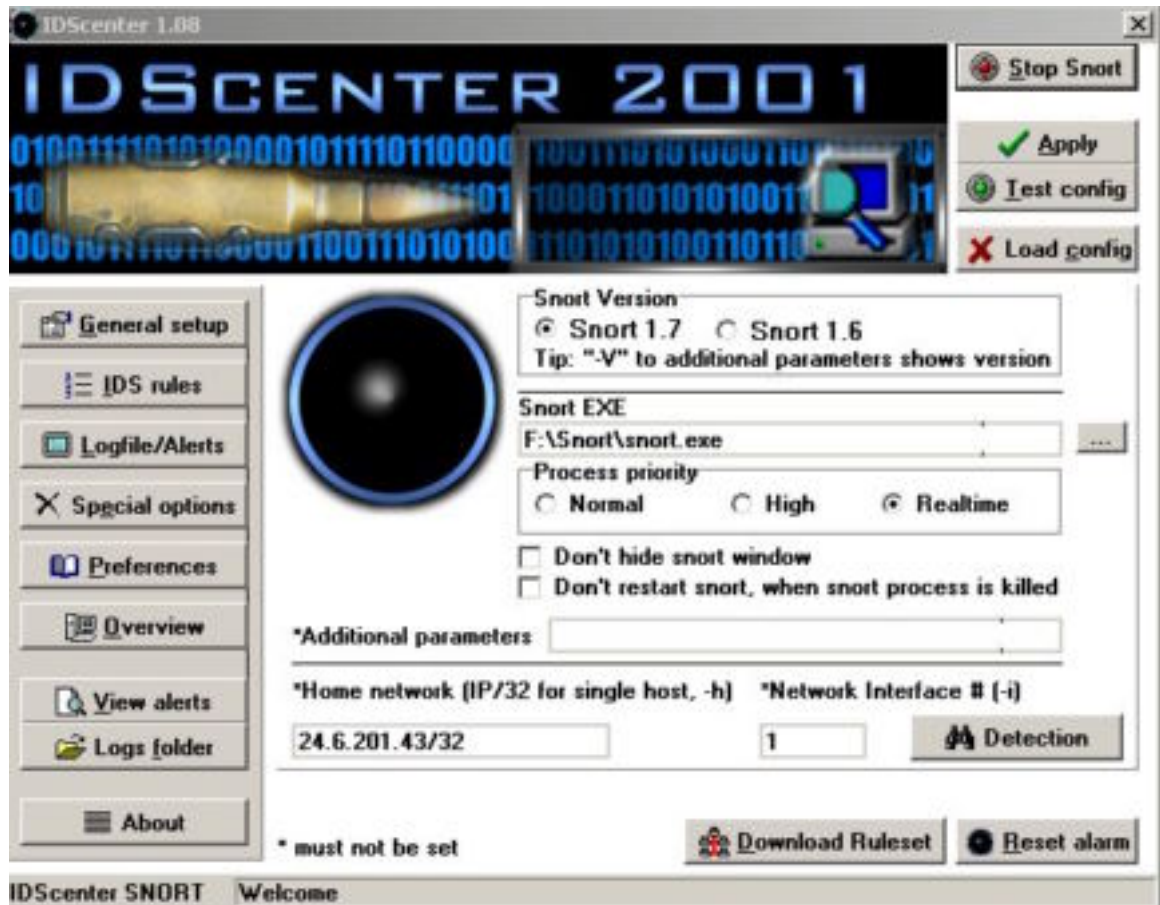 IDScenter 1.08
IDSCENTER 2001
Stop Snort
Apply
Test config
Load config
General setup
IDS rules
Logfile/Alerts
Special options
Preferences
Overview
View alerts
Logs folder
About
Snort Version
Snort 1.7 Snort 1.6
Tip: "-V" to additional parameters shows version
Snort EXE
F:\Snort\snort.exe
...
Process priority
Normal High Realtime
Don't hide snort window
Don't restart snort, when snort process is killed
*Additional parameters
*Home network (IP/32 for single host, -h) *Network Interface # (-i)
24.6.201.43/32 1 Detection
* must not be set
Download Ruleset Reset alarm
IDScenter SNORT Welcome